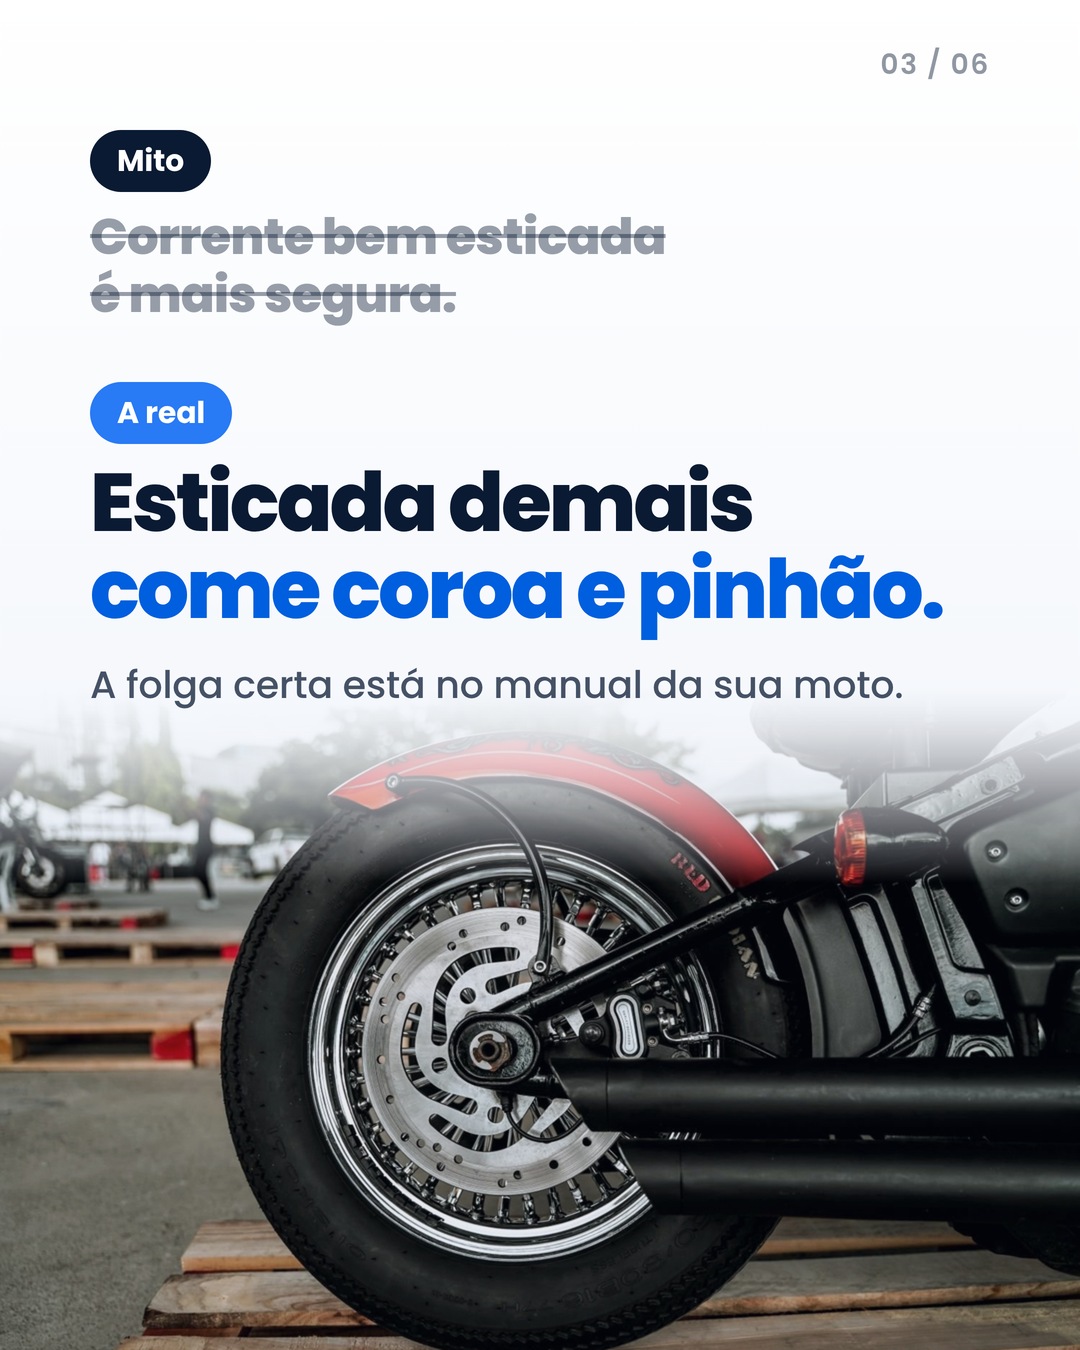 03 / 06
Mito
Corrente bem esticada
é mais segura.
A real
Esticada demais
come coroa e pinhão.
A folga certa está no manual da sua moto.